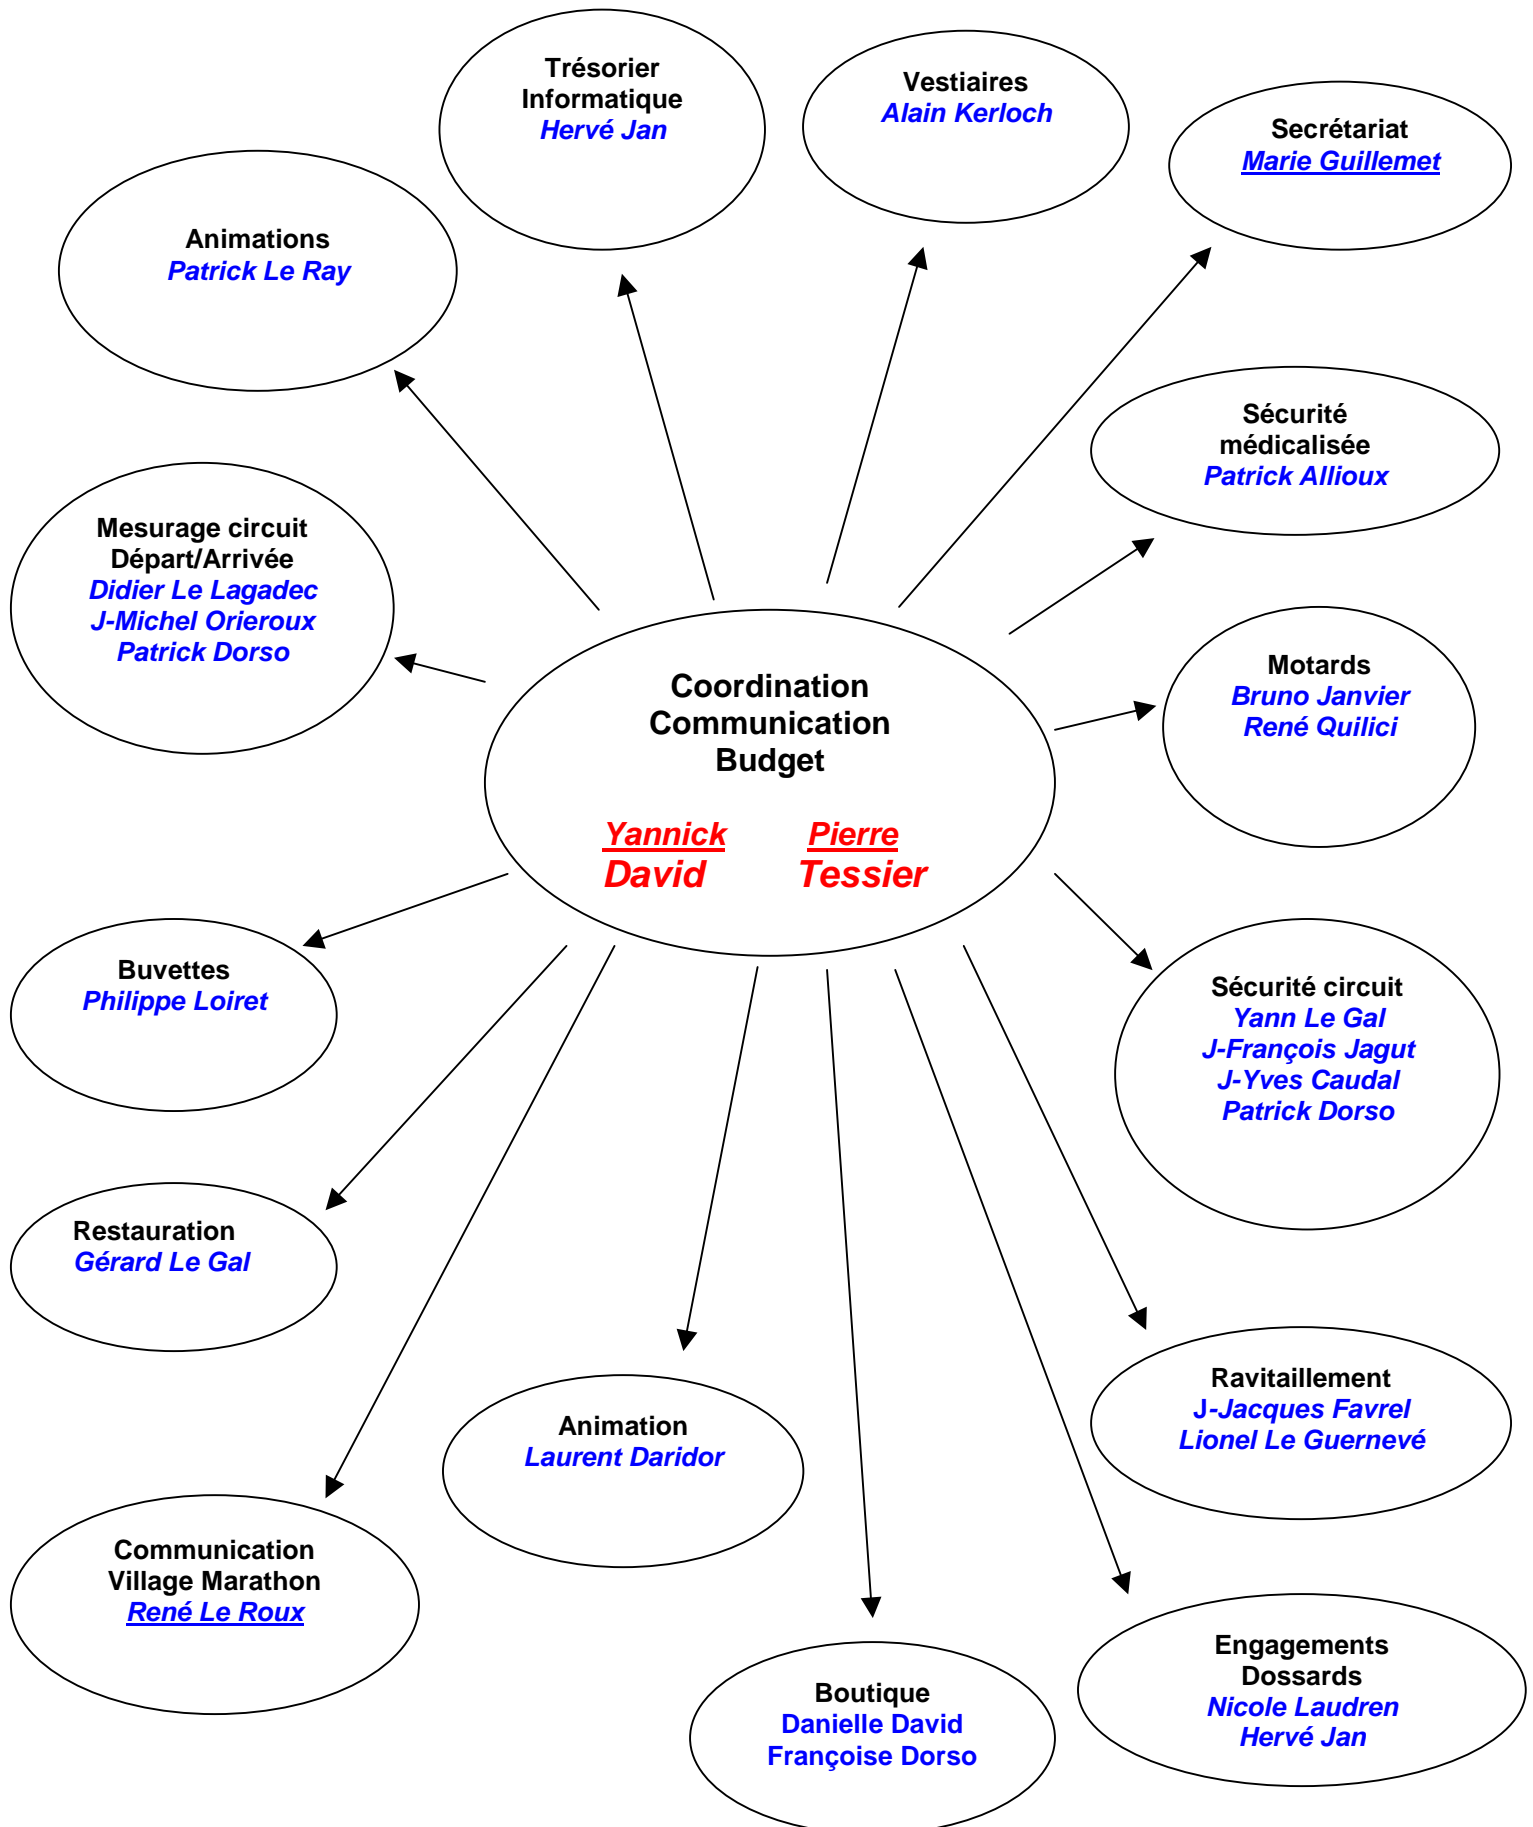 Trésorier
Informatique
Hervé Jan
Vestiaires
Alain Kerloch
Secrétariat
Marie Guillemet
Animations
Patrick Le Ray
Sécurité
médicalisée
Patrick Allioux
Mesurage circuit
Départ/Arrivée
Didier Le Lagadec
J-Michel Orieroux
Patrick Dorso
Motards
Bruno Janvier
René Quilici
Coordination
Communication
Budget
Yannick Pierre
David Tessier
Buvettes
Philippe Loiret
Sécurité circuit
Yann Le Gal
J-François Jagut
J-Yves Caudal
Patrick Dorso
Restauration
Gérard Le Gal
Ravitaillement
J-Jacques Favrel
Lionel Le Guernevé
Animation
Laurent Daridor
Communication
Village Marathon
René Le Roux
Engagements
Dossards
Nicole Laudren
Hervé Jan
Boutique
Danielle David
Françoise Dorso